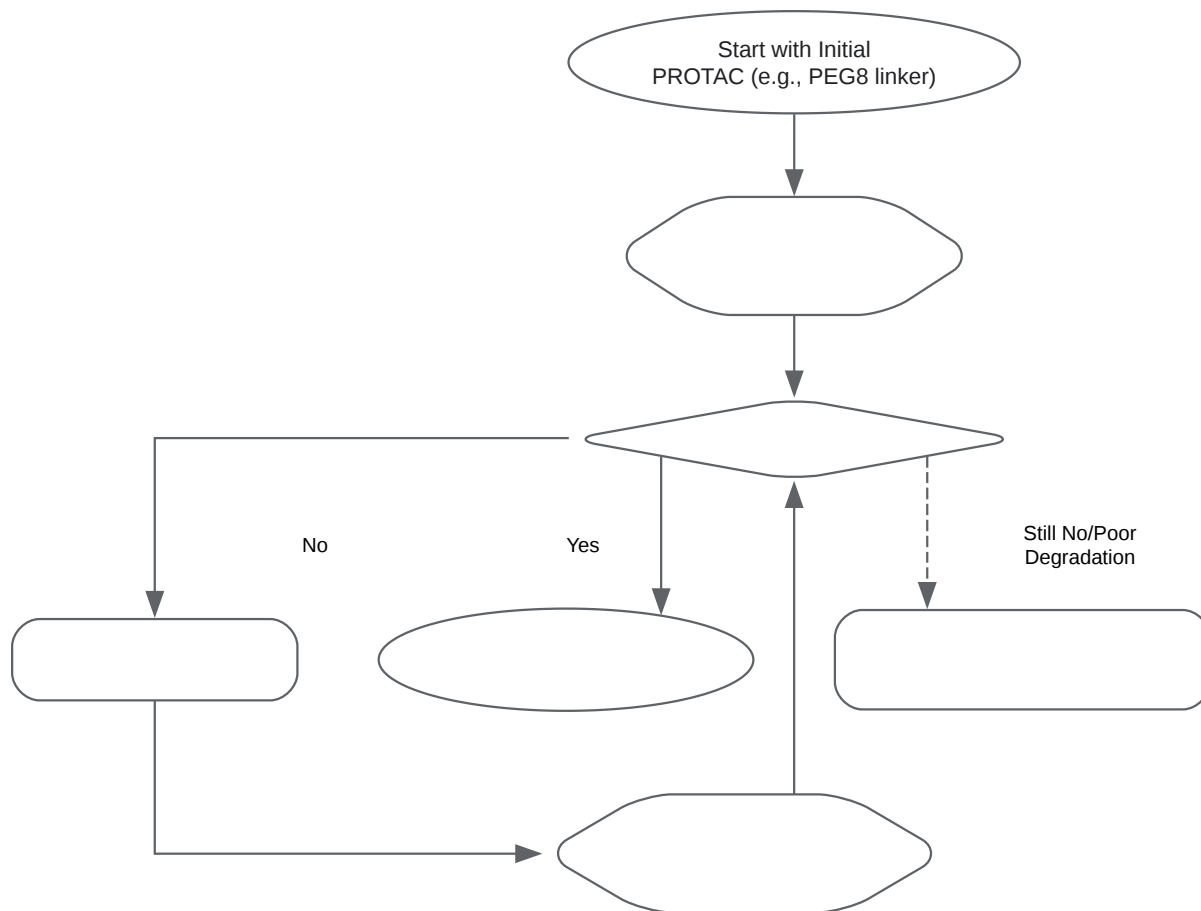 Start with Initial
PROTAC (e.g., PEG8 linker)
No
Yes
Still No/Poor
Degradation